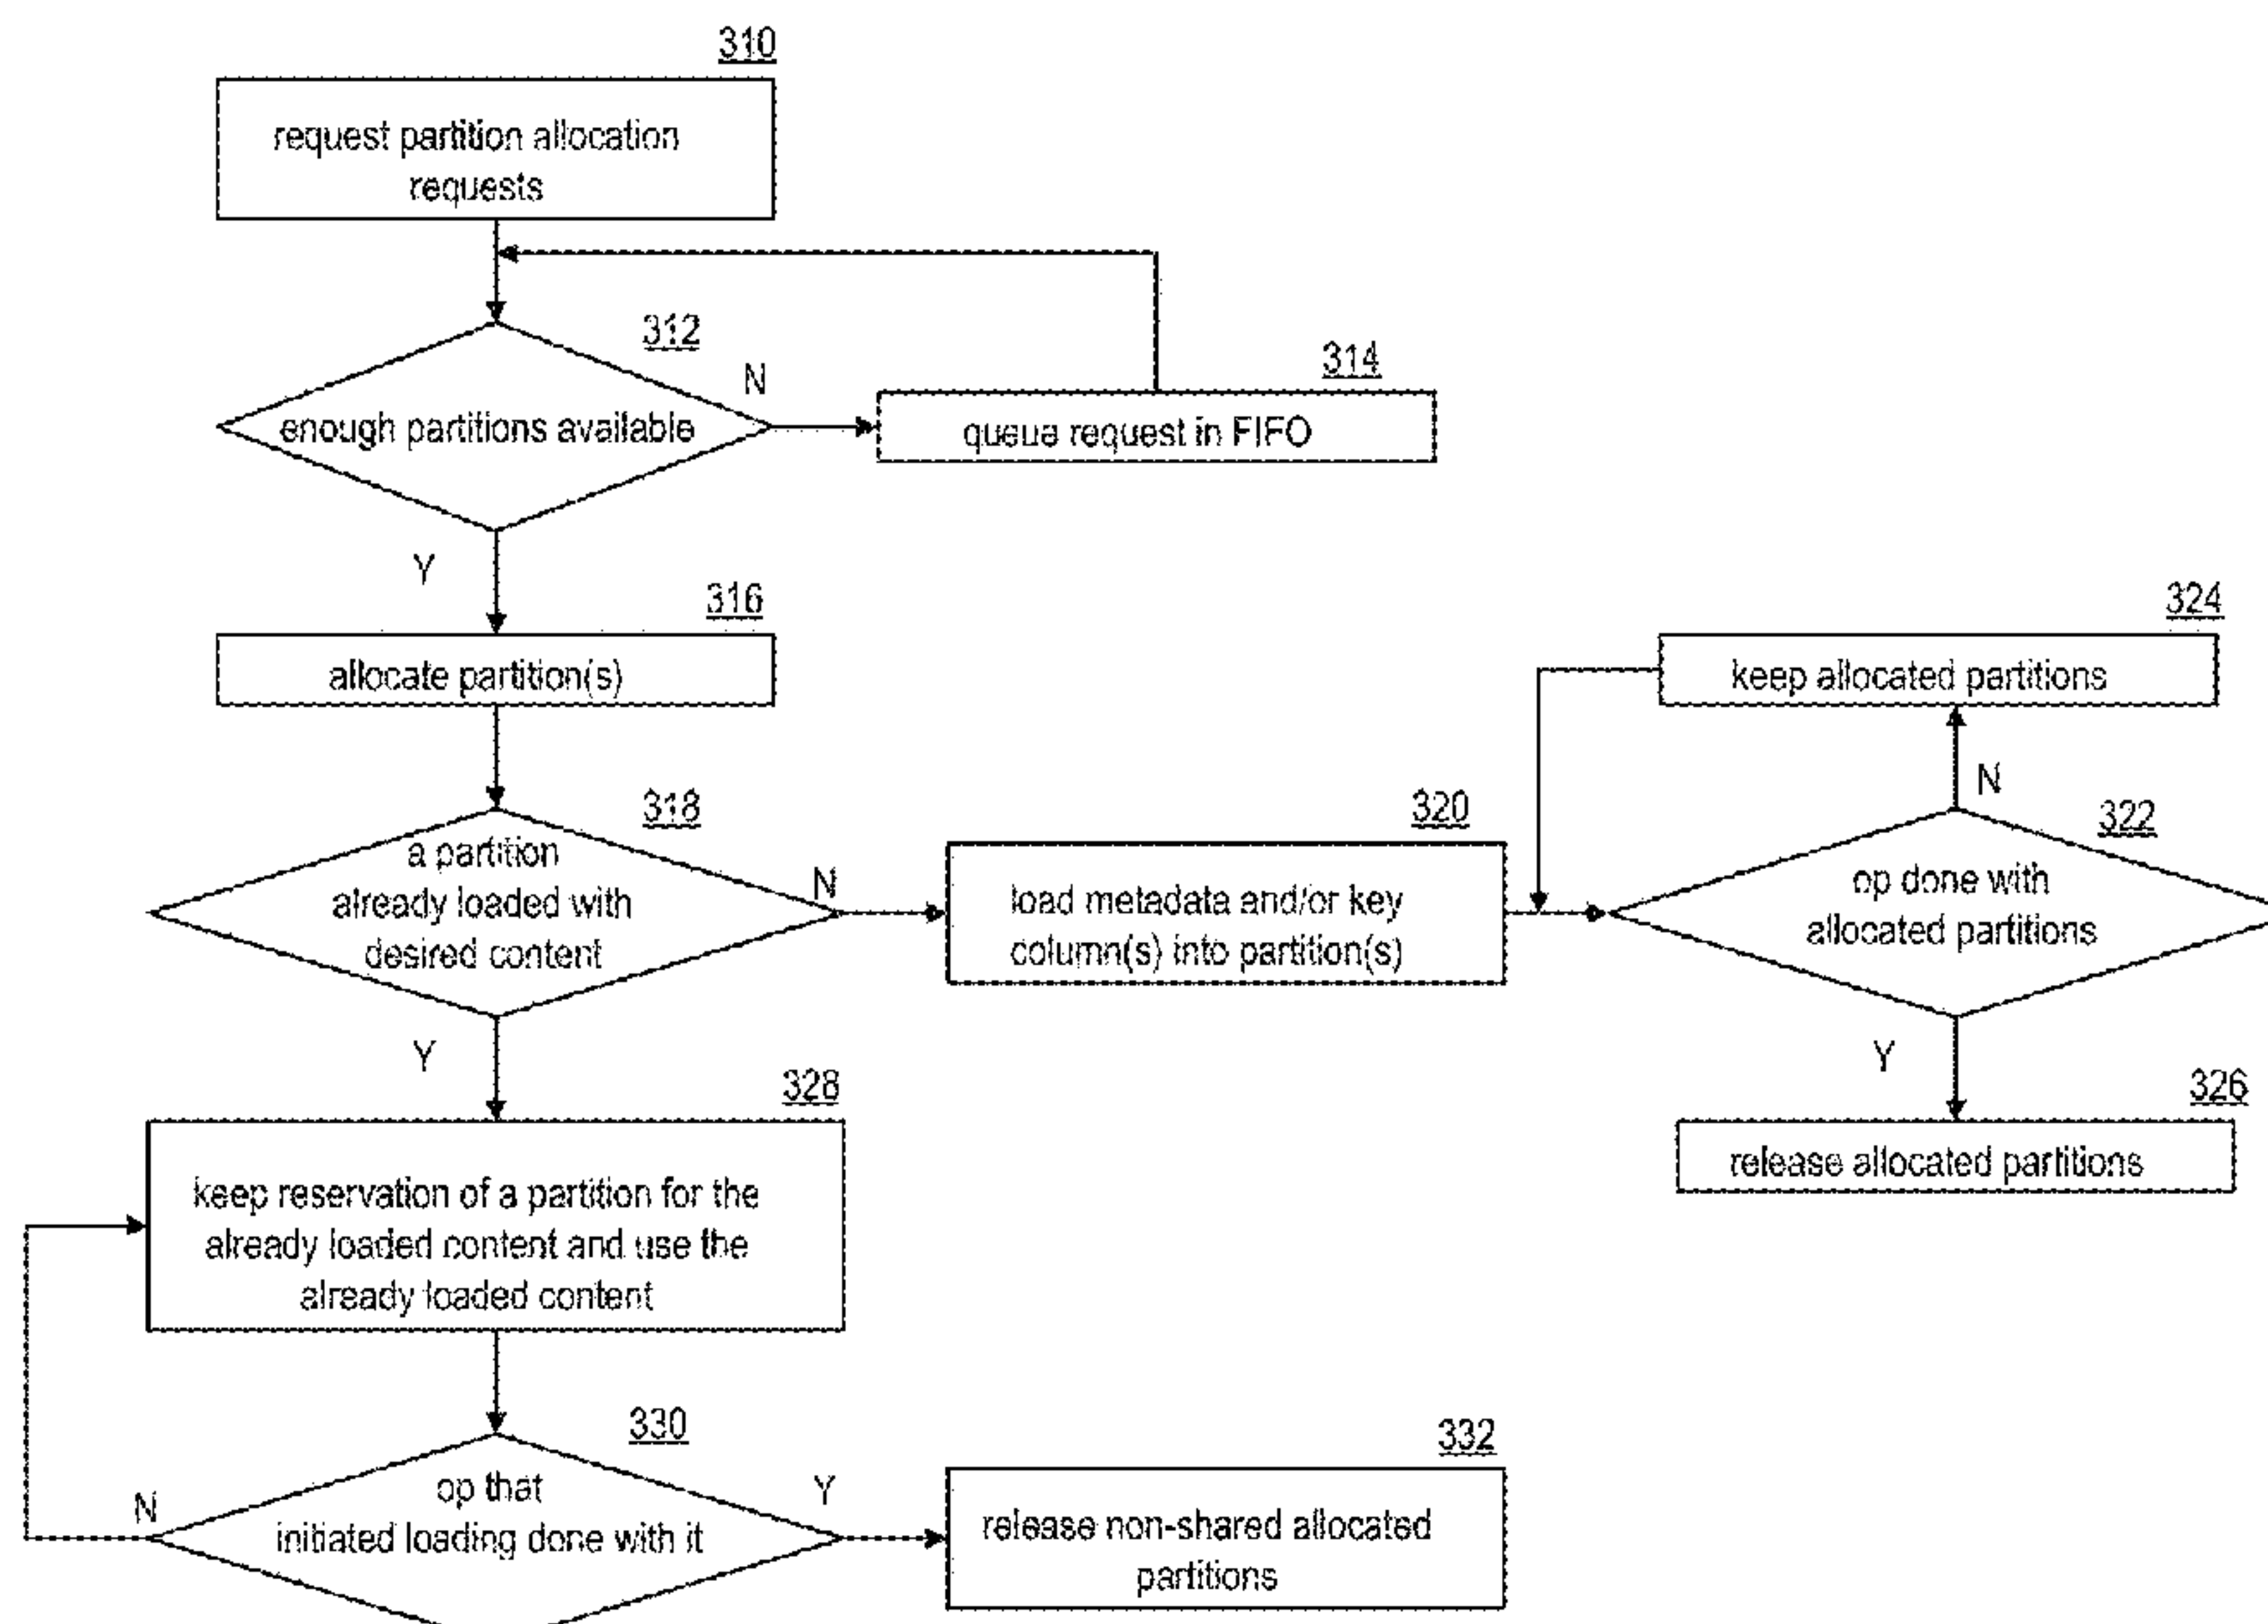 310
request partition allocation
requests
312
enough partitions available
N
314
queue request in FIFO
Y
316
allocate partition(s)
324
keep allocated partitions
318
a partition
already loaded with
desired content
N
320
load metadata and/or key
column(s) into partition(s)
N
322
op done with
allocated partitions
Y
328
keep reservation of a partition for the
already loaded content and use the
already loaded content
Y
326
release allocated partitions
330
op that
initiated loading done with it
N
Y
332
release non-shared allocated
partitions